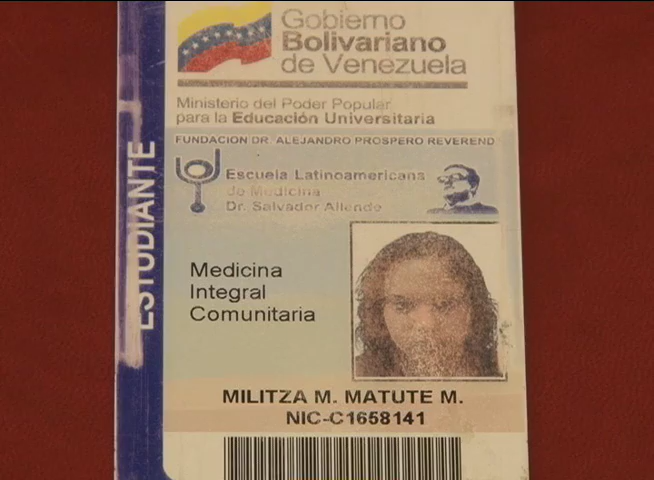 Gobierno
Bolivariano
de Venezuela
Ministerio del Poder Popular
para la Educación Universitaria
FUNDACION DR. ALEJANDRO PROSPERO REVEREND
Escuela Latinoamericana
de Medicina
Dr. Salvador Allende
ESTUDIANTE
Medicina
Integral
Comunitaria
MILITZA M. MATUTE M.
NIC-C1658141